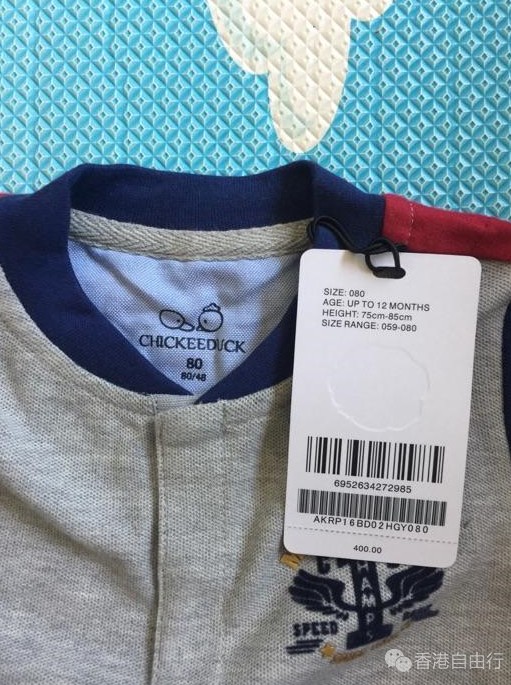 CHICKEEDUCK
80
80/48
SIZE: 080
AGE: UP TO 12 MONTHS
HEIGHT: 75cm-85cm
SIZE RANGE: 059-080
6952634272985
AKRP16BD02HGY080
400.00
CHAMPS
SPEED
香港自由行